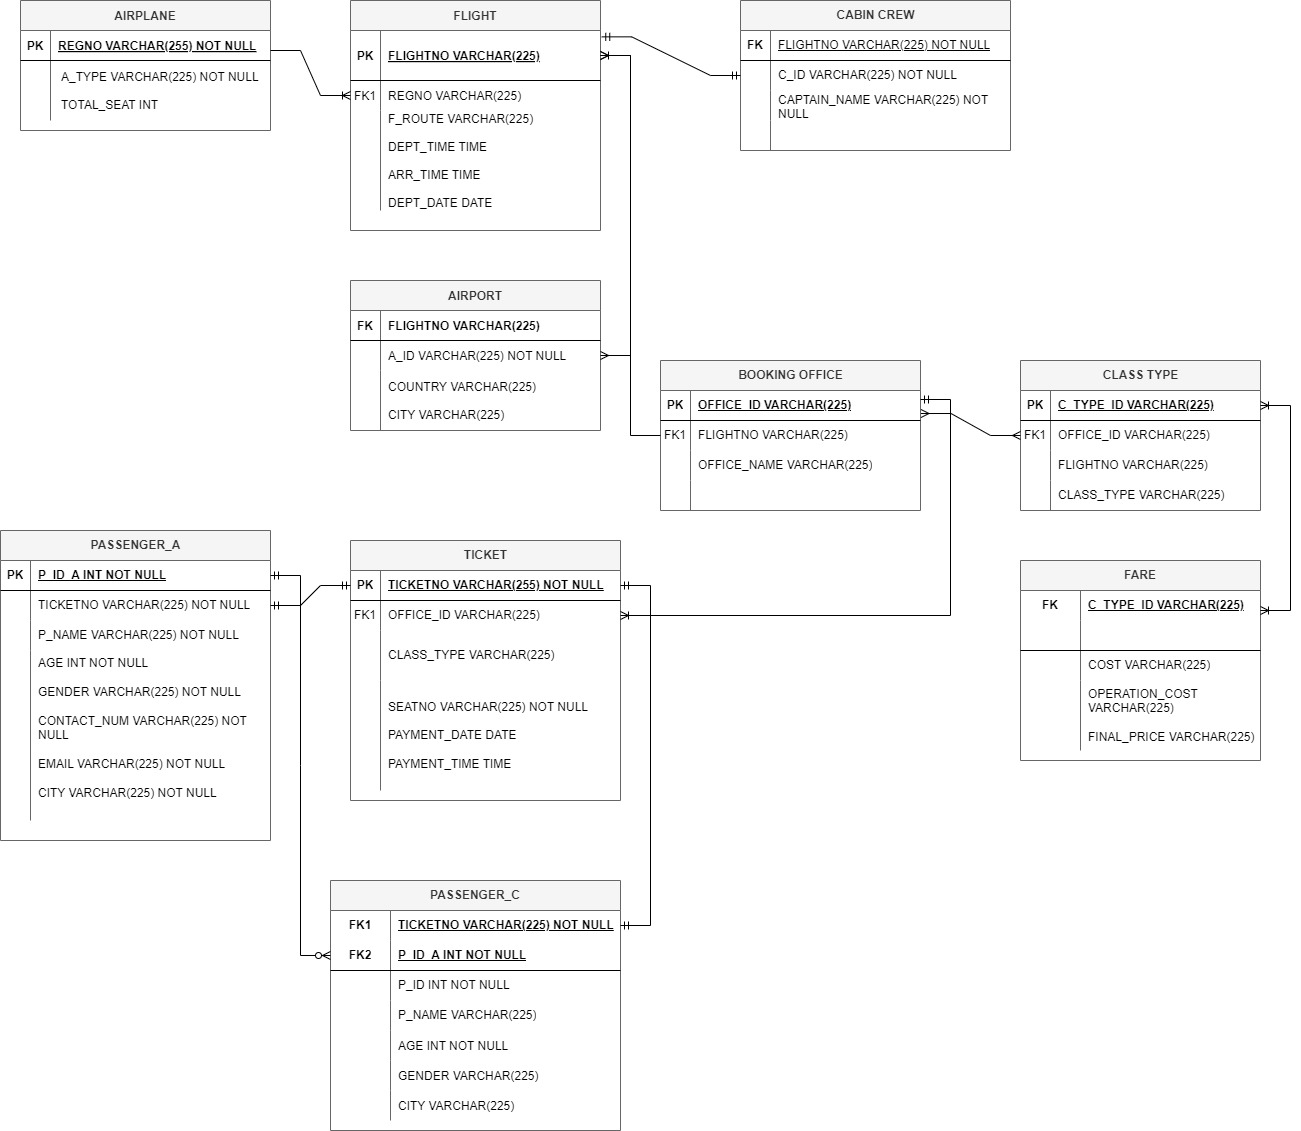 AIRPLANE
PK REGNO VARCHAR(255) NOT NULL
A_TYPE VARCHAR(225) NOT NULL
TOTAL_SEAT INT
FLIGHT
PK FLIGHTNO VARCHAR(225)
FK1 REGNO VARCHAR(225)
F_ROUTE VARCHAR(225)
DEPT_TIME TIME
ARR_TIME TIME
DEPT_DATE DATE
CABIN CREW
FK FLIGHTNO VARCHAR(225) NOT NULL
C_ID VARCHAR(225) NOT NULL
CAPTAIN_NAME VARCHAR(225) NOT
NULL
AIRPORT
FK FLIGHTNO VARCHAR(225)
A_ID VARCHAR(225) NOT NULL
COUNTRY VARCHAR(225)
CITY VARCHAR(225)
BOOKING OFFICE
PK OFFICE_ID VARCHAR(225)
FK1 FLIGHTNO VARCHAR(225)
OFFICE_NAME VARCHAR(225)
CLASS TYPE
PK C_TYPE_ID VARCHAR(225)
FK1 OFFICE_ID VARCHAR(225)
FLIGHTNO VARCHAR(225)
CLASS_TYPE VARCHAR(225)
PASSENGER_A
PK P_ID_A INT NOT NULL
TICKETNO VARCHAR(225) NOT NULL
P_NAME VARCHAR(225) NOT NULL
AGE INT NOT NULL
GENDER VARCHAR(225) NOT NULL
CONTACT_NUM VARCHAR(225) NOT
NULL
EMAIL VARCHAR(225) NOT NULL
CITY VARCHAR(225) NOT NULL
TICKET
PK TICKETNO VARCHAR(255) NOT NULL
FK1 OFFICE_ID VARCHAR(225)
CLASS_TYPE VARCHAR(225)
SEATNO VARCHAR(225) NOT NULL
PAYMENT_DATE DATE
PAYMENT_TIME TIME
FARE
FK C_TYPE_ID VARCHAR(225)
COST VARCHAR(225)
OPERATION_COST
VARCHAR(225)
FINAL_PRICE VARCHAR(225)
PASSENGER_C
FK1 TICKETNO VARCHAR(225) NOT NULL
FK2 P_ID_A INT NOT NULL
P_ID INT NOT NULL
P_NAME VARCHAR(225)
AGE INT NOT NULL
GENDER VARCHAR(225)
CITY VARCHAR(225)